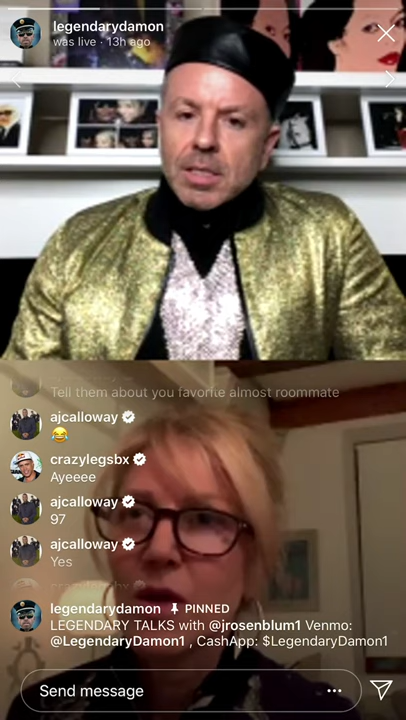 legendarydamon
was live · 13h ago
Tell them about you favorite almost roommate
ajcalloway
😂
crazylegsbx
Ayeeee
ajcalloway
97
ajcalloway
Yes
crazylegsbx
legendarydamon PINNED
LEGENDARY TALKS with @jrosenblum1 Venmo:
@LegendaryDamon1 , CashApp: $LegendaryDamon1
Send message